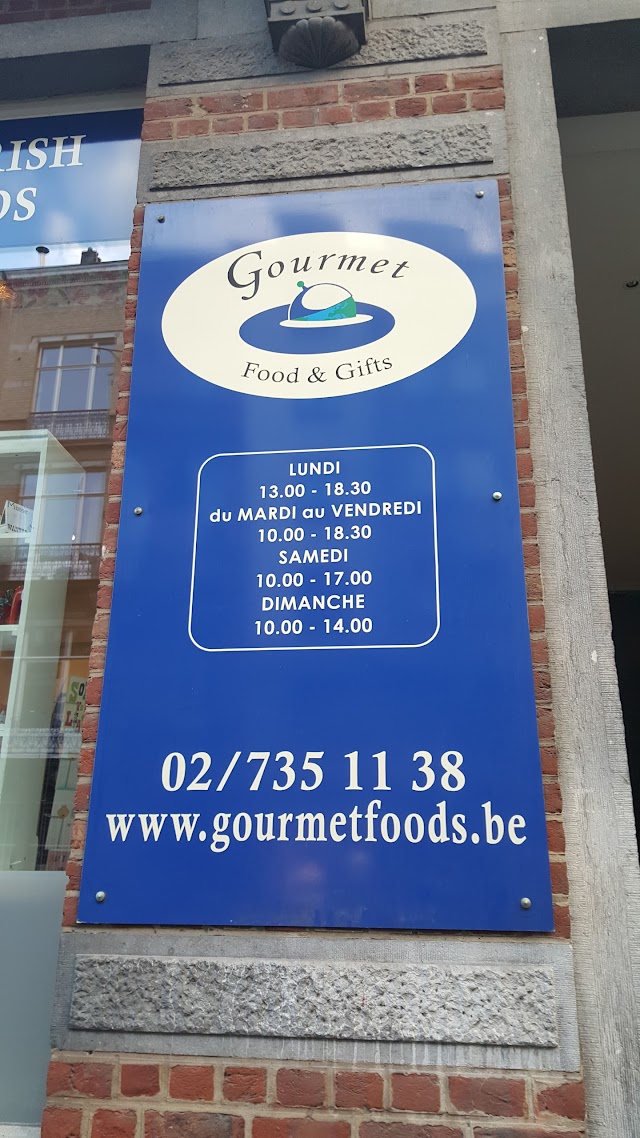 RISH
DS
Gourmet
Food & Gifts
LUNDI
13.00 - 18.30
du MARDI au VENDREDI
10.00 - 18.30
SAMEDI
10.00 - 17.00
DIMANCHE
10.00 - 14.00
02/735 11 38
www.gourmetfoods.be